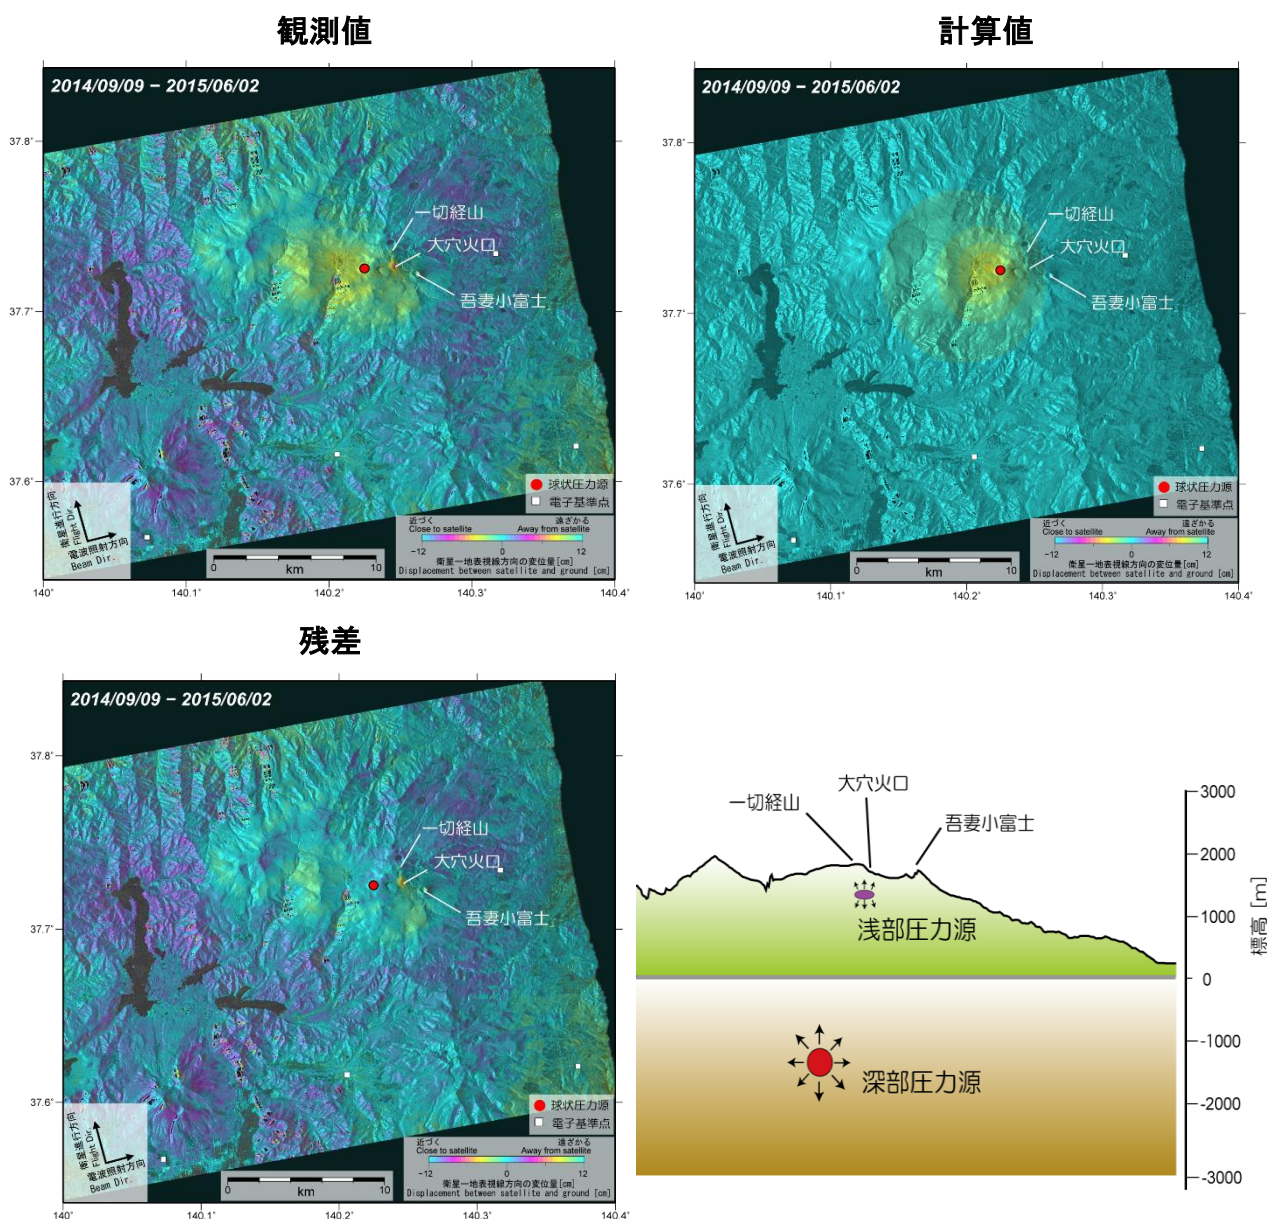 観測値
2014/09/09 − 2015/06/02
37.8˚
37.7˚
37.6˚
一切経山
大穴火口
吾妻小富士
衛星進行方向
Flight Dir.
電波照射方向
Beam Dir.
球状圧力源
電子基準点
0 10
km
近づく 遠ざかる
Close to satellite Away from satellite
−12 0 12
衛星−地表視線方向の変位量[cm]
Displacement between satellite and ground [cm]
140˚ 140.1˚ 140.2˚ 140.3˚ 140.4˚
計算値
2014/09/09 − 2015/06/02
37.8˚
37.7˚
37.6˚
一切経山
大穴火口
吾妻小富士
衛星進行方向
Flight Dir.
電波照射方向
Beam Dir.
球状圧力源
電子基準点
0 10
km
近づく 遠ざかる
Close to satellite Away from satellite
−12 0 12
衛星−地表視線方向の変位量[cm]
Displacement between satellite and ground [cm]
140˚ 140.1˚ 140.2˚ 140.3˚ 140.4˚
残差
2014/09/09 − 2015/06/02
37.8˚
37.7˚
37.6˚
一切経山
大穴火口
吾妻小富士
衛星進行方向
Flight Dir.
電波照射方向
Beam Dir.
球状圧力源
電子基準点
0 10
km
近づく 遠ざかる
Close to satellite Away from satellite
−12 0 12
衛星−地表視線方向の変位量[cm]
Displacement between satellite and ground [cm]
140˚ 140.1˚ 140.2˚ 140.3˚ 140.4˚
大穴火口
一切経山
吾妻小富士
浅部圧力源
深部圧力源
3000
2000
1000
0
-1000
-2000
-3000
標高 [m]